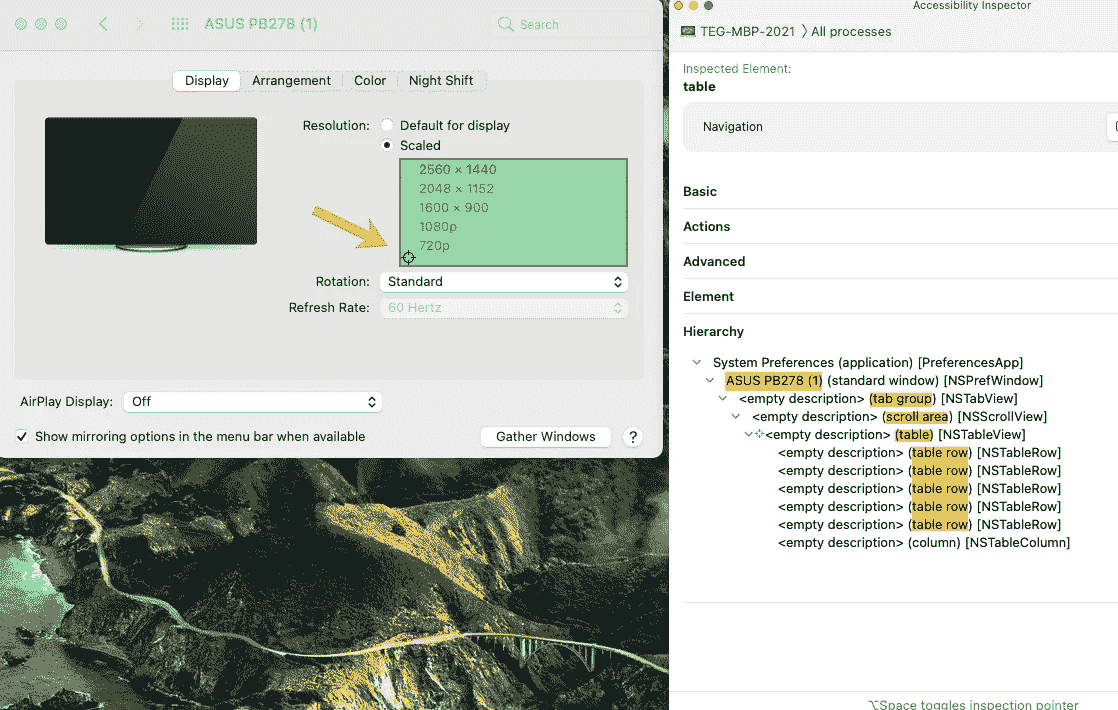 ASUS PB278 (1)
Search
Display Arrangement Color Night Shift
Resolution: Default for display
Scaled
2560 × 1440
2048 × 1152
1600 × 900
1080p
720p
Rotation: Standard
Refresh Rate: 60 Hertz
AirPlay Display: Off
Show mirroring options in the menu bar when available
Gather Windows ?
Accessibility Inspector
TEG-MBP-2021 〉All processes
Inspected Element:
table
Navigation
Basic
Actions
Advanced
Element
Hierarchy
System Preferences (application) [PreferencesApp]
ASUS PB278 (1) (standard window) [NSPrefWindow]
<empty description> (tab group) [NSTabView]
<empty description> (scroll area) [NSScrollView]
<empty description> (table) [NSTableView]
<empty description> (table row) [NSTableRow]
<empty description> (table row) [NSTableRow]
<empty description> (table row) [NSTableRow]
<empty description> (table row) [NSTableRow]
<empty description> (table row) [NSTableRow]
<empty description> (column) [NSTableColumn]
⌥Space toggles inspection pointer